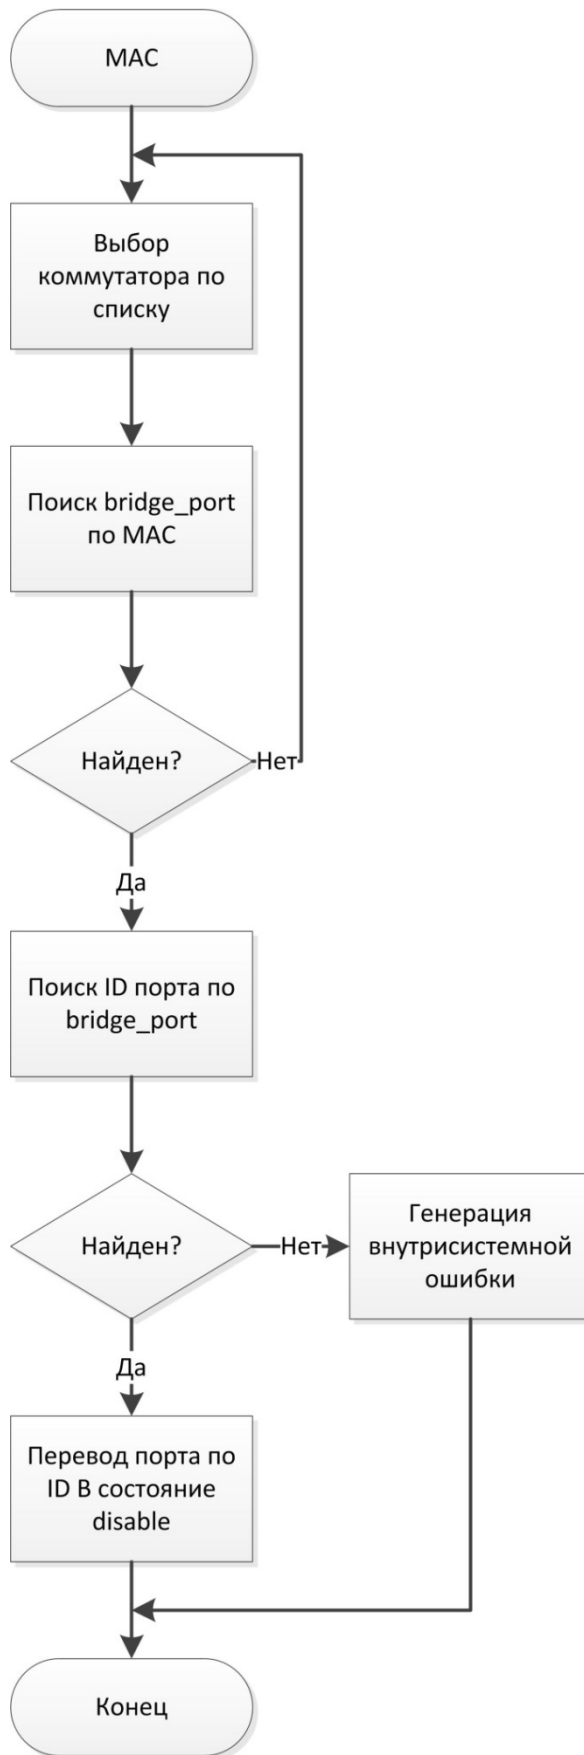 MAC
Выбор
коммутатора по
списку
Поиск bridge_port
по MAC
Найден?
Нет
Да
Поиск ID порта по
bridge_port
Найден?
Нет
Генерация
внутрисистемной
ошибки
Да
Перевод порта по
ID В состояние
disable
Конец